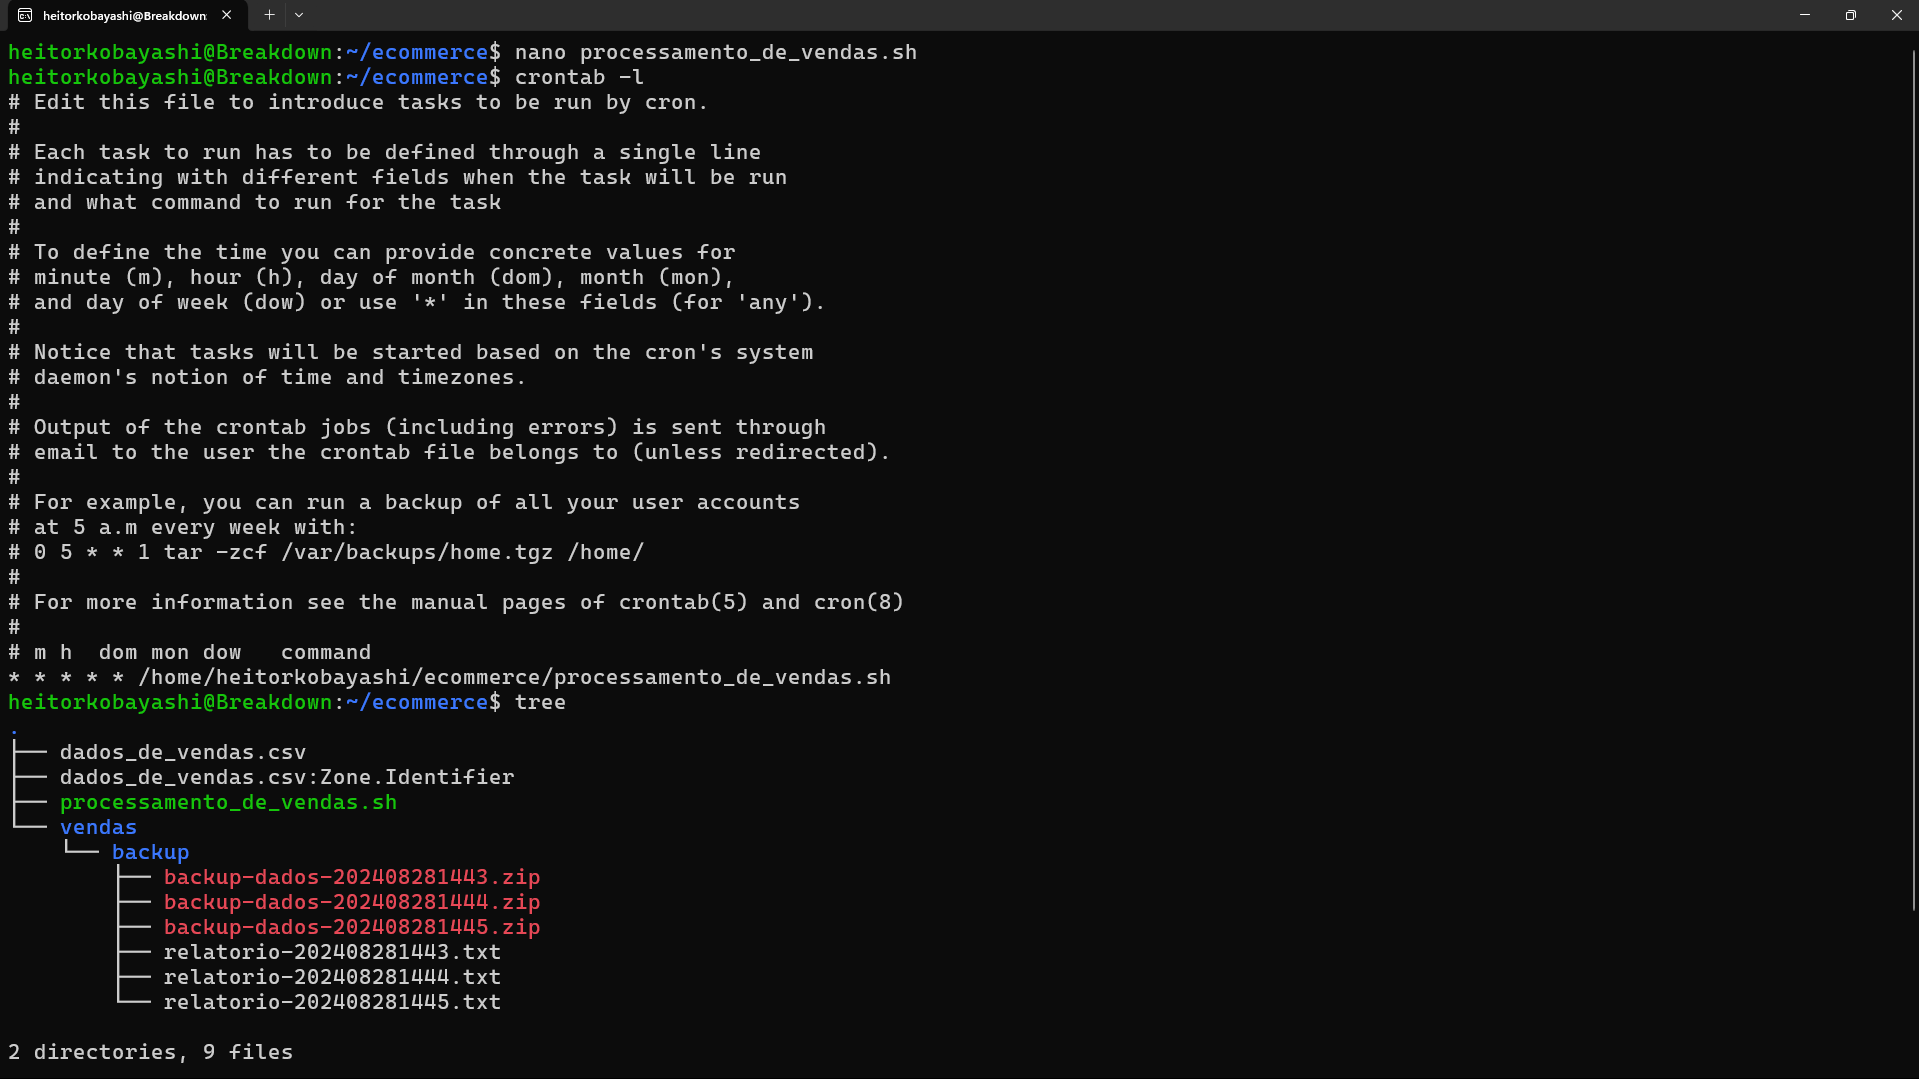 heitorkobayashi@Breakdown:
heitorkobayashi@Breakdown:~/ecommerce$ nano processamento_de_vendas.sh
heitorkobayashi@Breakdown:~/ecommerce$ crontab -l
# Edit this file to introduce tasks to be run by cron.
#
# Each task to run has to be defined through a single line
# indicating with different fields when the task will be run
# and what command to run for the task
#
# To define the time you can provide concrete values for
# minute (m), hour (h), day of month (dom), month (mon),
# and day of week (dow) or use '*' in these fields (for 'any').
#
# Notice that tasks will be started based on the cron's system
# daemon's notion of time and timezones.
#
# Output of the crontab jobs (including errors) is sent through
# email to the user the crontab file belongs to (unless redirected).
#
# For example, you can run a backup of all your user accounts
# at 5 a.m every week with:
# 0 5 * * 1 tar -zcf /var/backups/home.tgz /home/
#
# For more information see the manual pages of crontab(5) and cron(8)
#
# m h  dom mon dow   command
* * * * * /home/heitorkobayashi/ecommerce/processamento_de_vendas.sh
heitorkobayashi@Breakdown:~/ecommerce$ tree
.
├── dados_de_vendas.csv
├── dados_de_vendas.csv:Zone.Identifier
├── processamento_de_vendas.sh
└── vendas
    └── backup
        ├── backup-dados-202408281443.zip
        ├── backup-dados-202408281444.zip
        ├── backup-dados-202408281445.zip
        ├── relatorio-202408281443.txt
        ├── relatorio-202408281444.txt
        └── relatorio-202408281445.txt

2 directories, 9 files